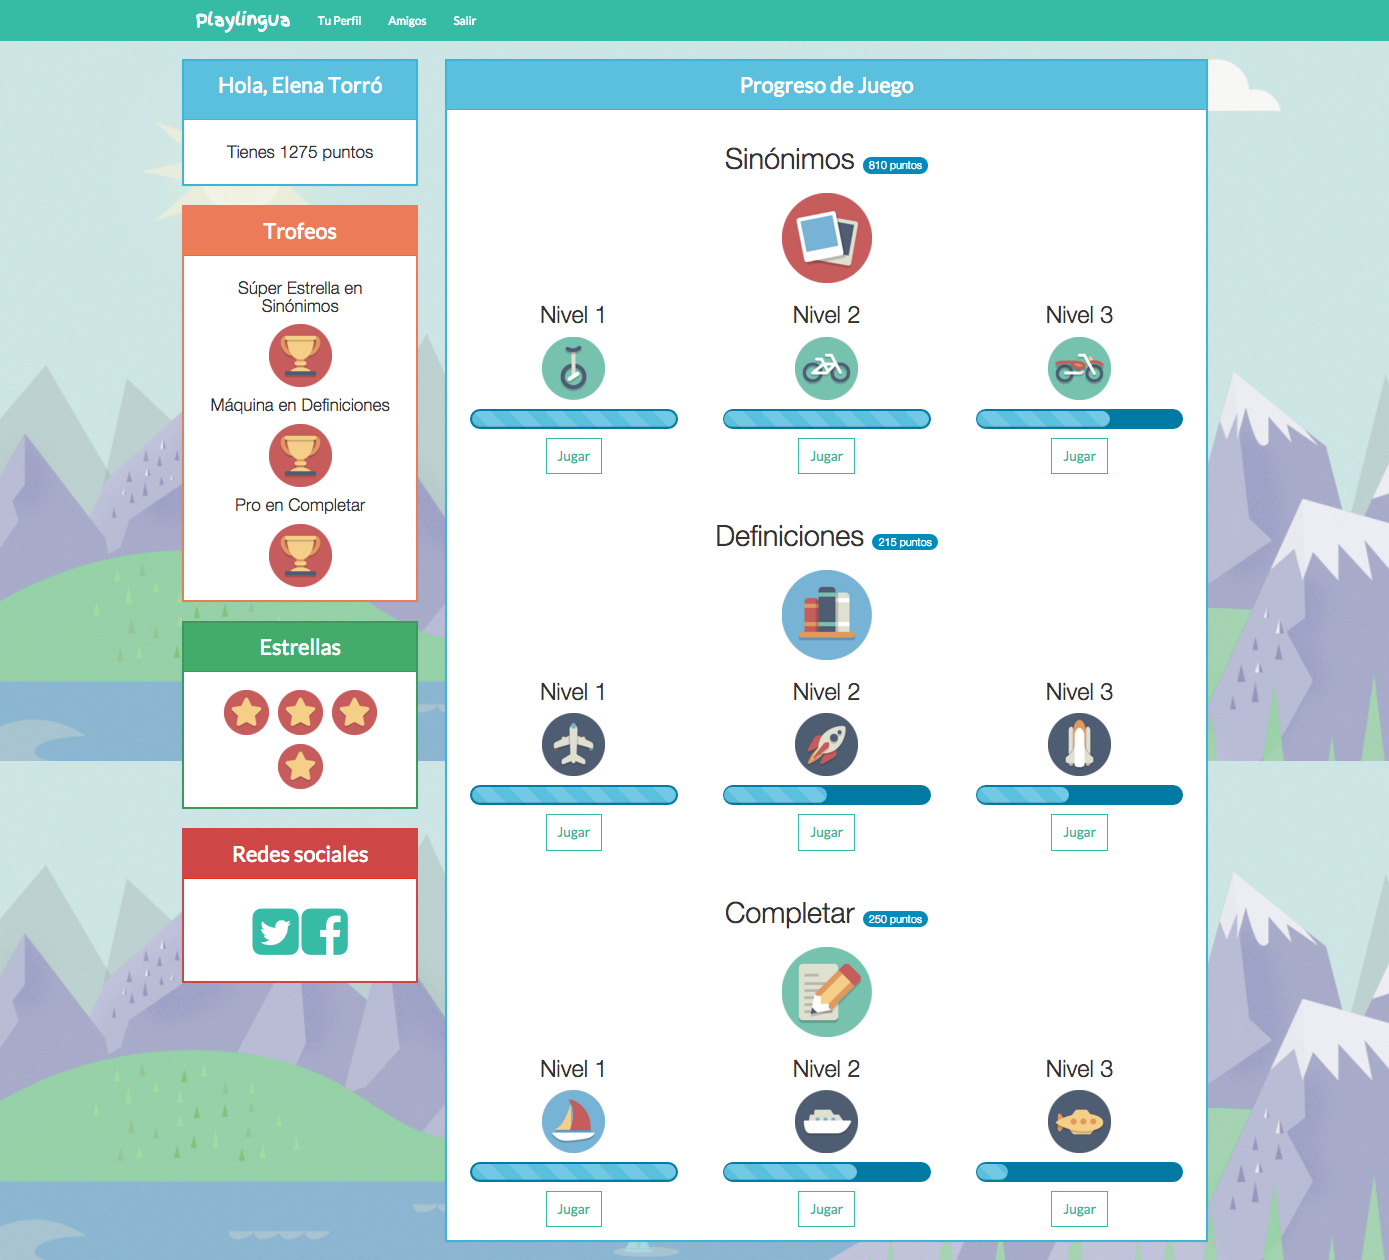 Playlingua
Tu Perfil
Amigos
Salir
Hola, Elena Torró
Tienes 1275 puntos
Trofeos
Súper Estrella en
Sinónimos
Máquina en Definiciones
Pro en Completar
Estrellas
Redes sociales
Progreso de Juego
Sinónimos 810 puntos
Nivel 1
Nivel 2
Nivel 3
Jugar
Jugar
Jugar
Definiciones 215 puntos
Nivel 1
Nivel 2
Nivel 3
Jugar
Jugar
Jugar
Completar 250 puntos
Nivel 1
Nivel 2
Nivel 3
Jugar
Jugar
Jugar